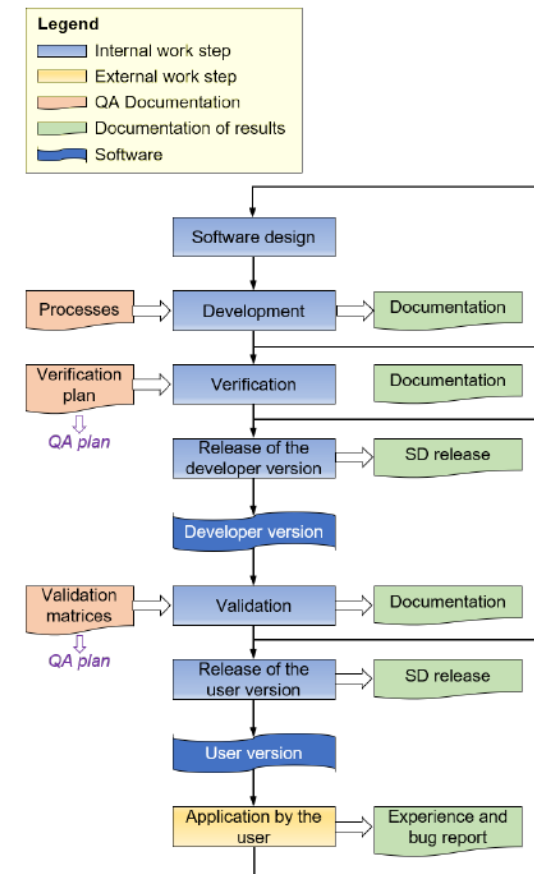 Legend
Internal work step
External work step
QA Documentation
Documentation of results
Software
Software design
Processes
Development
Documentation
Verification
plan
Verification
Documentation
QA plan
Release of the
developer version
SD release
Developer version
Validation
matrices
Validation
Documentation
QA plan
Release of the
user version
SD release
User version
Application by the
user
Experience and
bug report